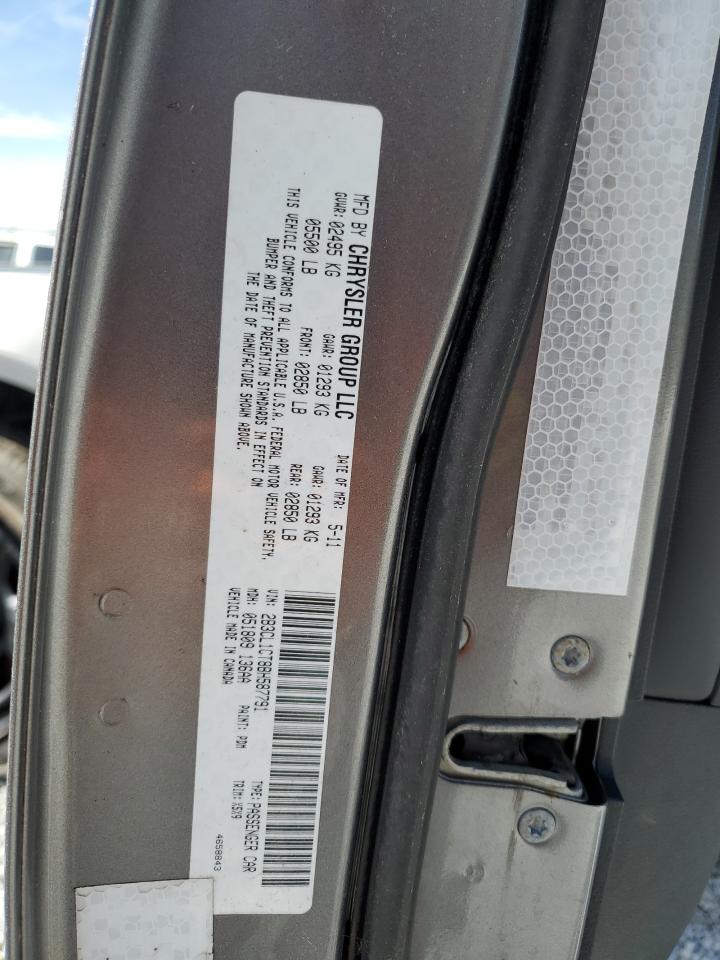 MFD BY CHRYSLER GROUP LLC DATE OF MFR: 5-11
GVWR: 02495 KG GAWR: 01293 KG GAWR: 01293 KG
05500 LB FRONT: 02850 LB REAR: 02850 LB
THIS VEHICLE CONFORMS TO ALL APPLICABLE U.S.A. FEDERAL MOTOR VEHICLE SAFETY,
BUMPER AND THEFT PREVENTION STANDARDS IN EFFECT ON
THE DATE OF MANUFACTURE SHOWN ABOVE.
VIN: 2B3CL1CT8BH587791 TYPE: PASSENGER CAR
MDH: 051809 136AA PAINT: PDM TRIM: X5X9
VEHICLE MADE IN CANADA
4658843